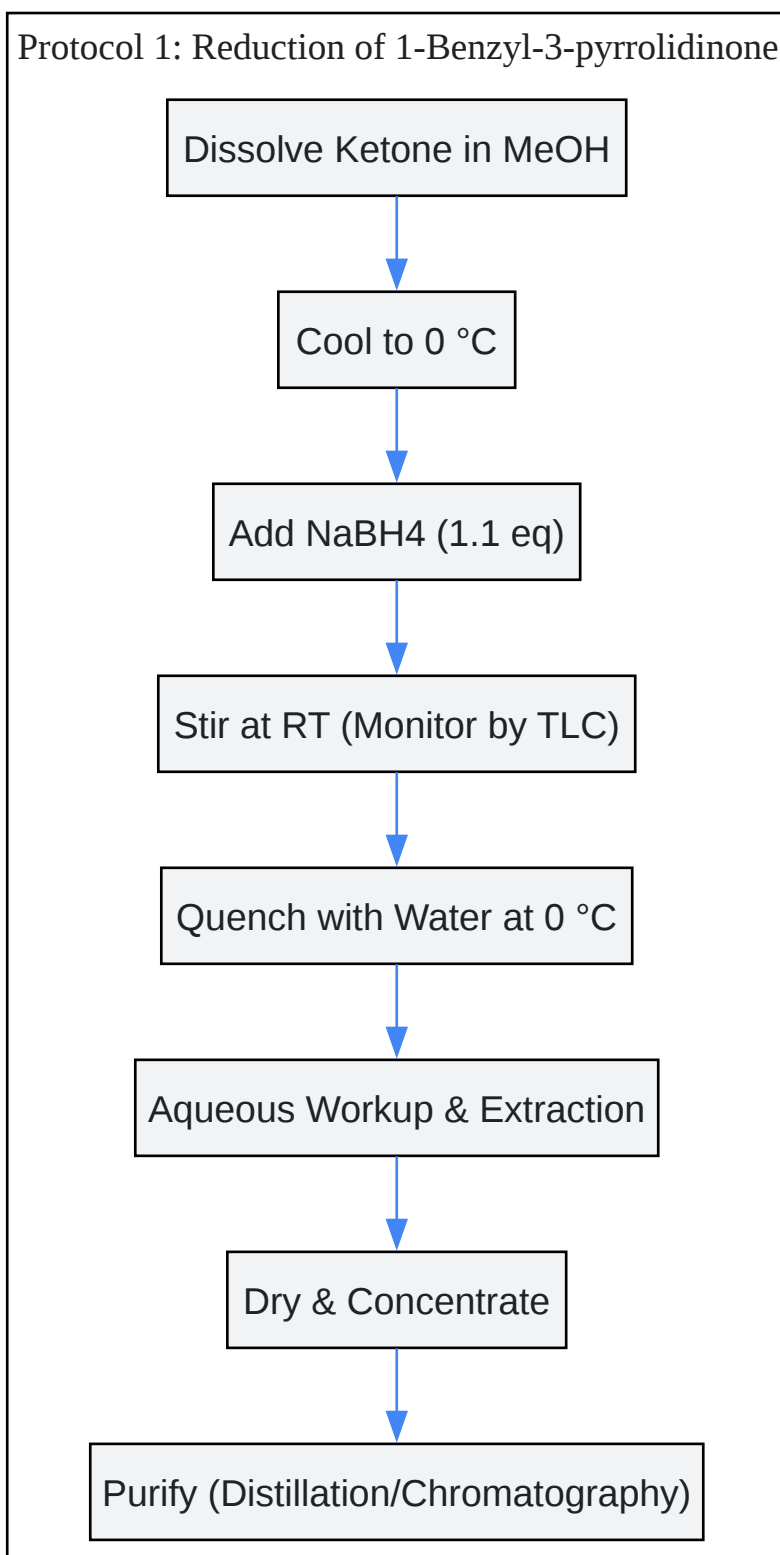 Protocol 1: Reduction of 1-Benzyl-3-pyrrolidinone
Dissolve Ketone in MeOH
Cool to 0 °C
Add NaBH4 (1.1 eq)
Stir at RT (Monitor by TLC)
Quench with Water at 0 °C
Aqueous Workup & Extraction
Dry & Concentrate
Purify (Distillation/Chromatography)